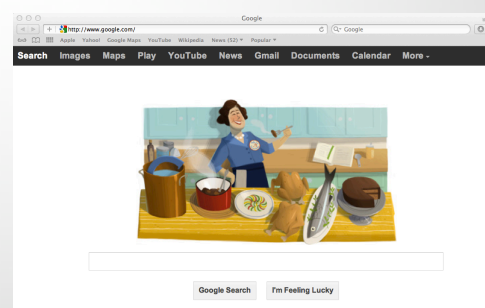 Google
http://www.google.com/
Google
Apple Yahoo! Google Maps YouTube Wikipedia News (52) Popular
Search Images Maps Play YouTube News Gmail Documents Calendar More
Google Search I'm Feeling Lucky